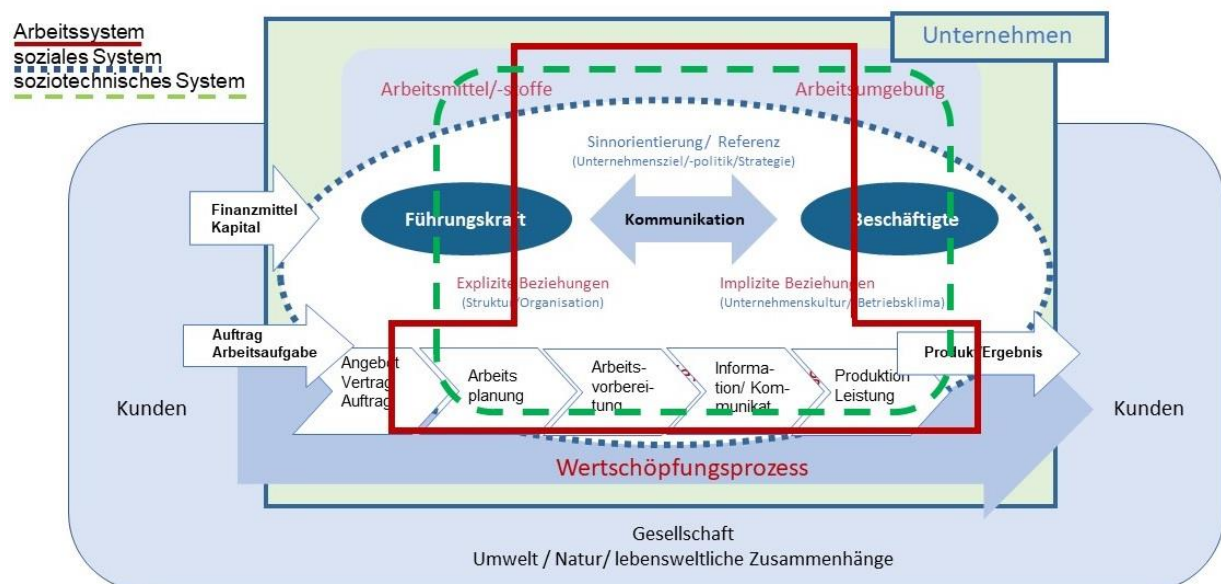 Arbeitssystem
soziales System
soziotechnisches System
Unternehmen
Arbeitsmittel/-stoffe
Arbeitsumgebung
Sinnorientierung/ Referenz
(Unternehmensziel/-politik/Strategie)
Finanzmittel
Kapital
Führungskraft
Kommunikation
Beschäftigte
Explizite Beziehungen
(Struktur/Organisation)
Implizite Beziehungen
(Unternehmenskultur/ Betriebsklima)
Auftrag
Arbeitsaufgabe
Angebot
Vertrag
Auftrag
Arbeits
planung
Arbeits-
vorberei-
tung
Informa-
tion/ Kom-
munikat.
Produktion
Leistung
Produkt/Ergebnis
Kunden
Kunden
Wertschöpfungsprozess
Gesellschaft
Umwelt / Natur/ lebensweltliche Zusammenhänge